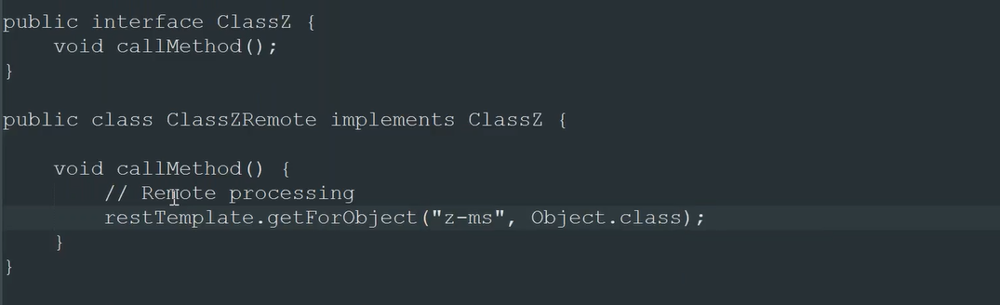 public interface ClassZ {
    void callMethod();
}
public class ClassZRemote implements ClassZ {
    void callMethod() {
        // Remote processing
        restTemplate.getForObject("z-ms", Object.class);
    }
}